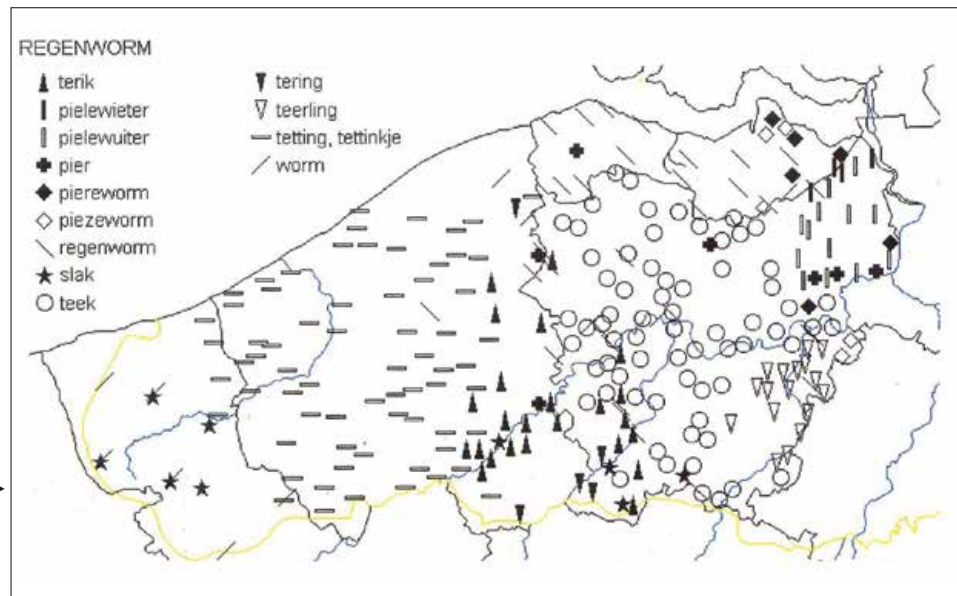 REGENWORM
terik
pielewieter
pielewuiter
pier
piereworm
piezeworm
regenworm
slak
teek
tering
teerling
tetting, tettinkje
worm